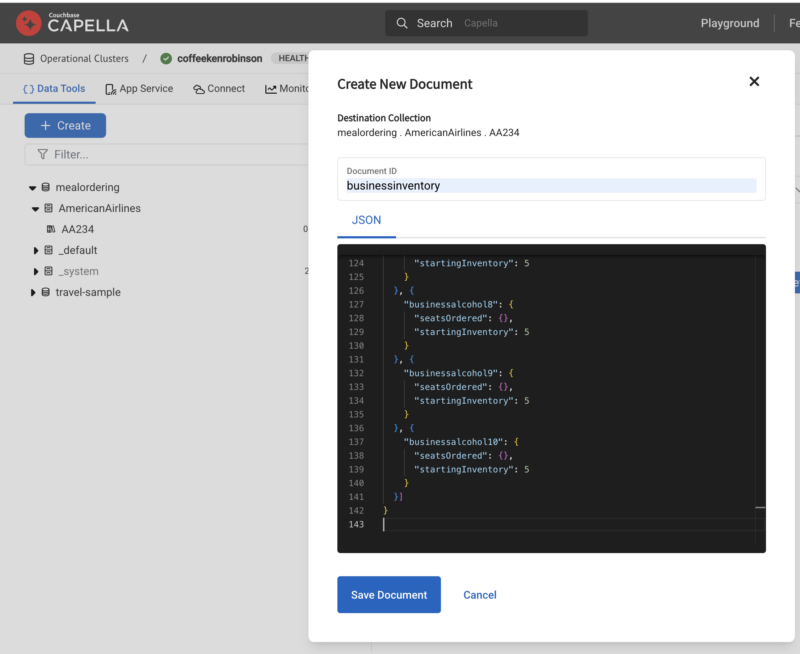 Couchbase
CAPELLA
Search Capella
Playground
Fe
Operational Clusters / coffeekenrobinson HEALTH
{} Data Tools App Service Connect Monito
+ Create
Filter...
mealordering
AmericanAirlines
AA234 0
_default
_system 2
travel-sample
Create New Document
Destination Collection
mealordering . AmericanAirlines . AA234
Document ID
businessinventory
JSON
124 "startingInventory": 5
125 }
126 }, {
127 "businessalcohol8": {
128 "seatsOrdered": {},
129 "startingInventory": 5
130 }
131 }, {
132 "businessalcohol9": {
133 "seatsOrdered": {},
134 "startingInventory": 5
135 }
136 }, {
137 "businessalcohol10": {
138 "seatsOrdered": {},
139 "startingInventory": 5
140 }
141 }]
142 }
143
Save Document
Cancel